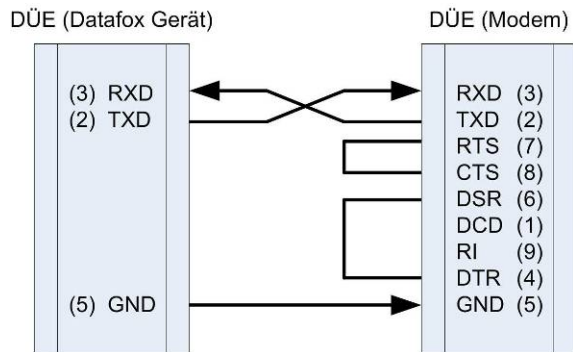 DÜE (Datafox Gerät)
DÜE (Modem)
(3) RXD
(2) TXD
(5) GND
RXD (3)
TXD (2)
RTS (7)
CTS (8)
DSR (6)
DCD (1)
RI (9)
DTR (4)
GND (5)